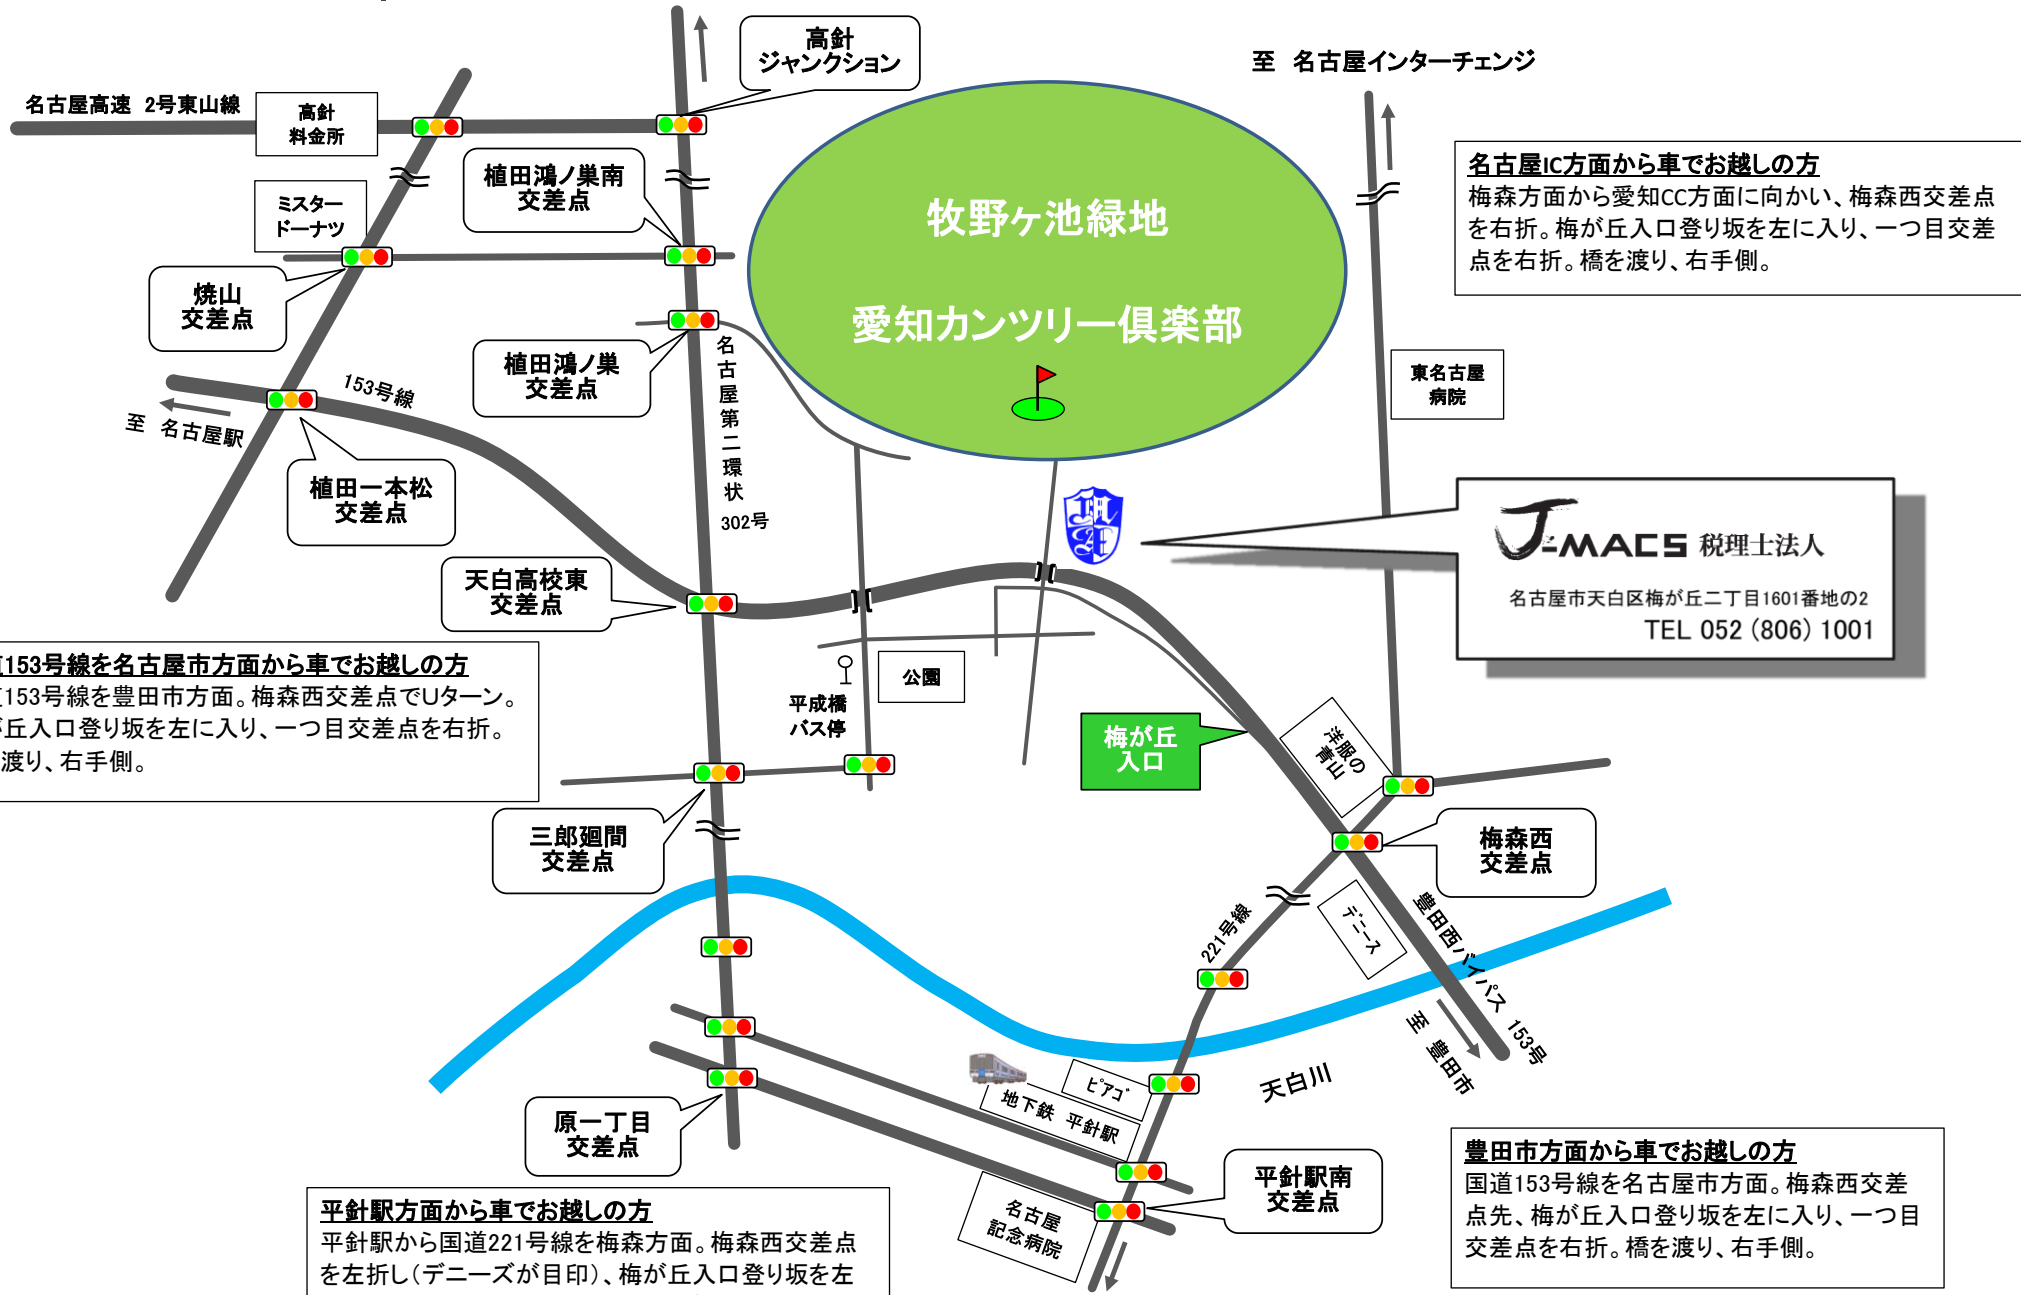 高針
ジャンクション
至 名古屋インターチェンジ
名古屋高速 2号東山線
高針
料金所
植田鴻ノ巣南
交差点
ミスター
ドーナツ
牧野ヶ池緑地
愛知カンツリー倶楽部
名古屋IC方面から車でお越しの方
梅森方面から愛知CC方面に向かい、梅森西交差点
を右折。梅が丘入口登り坂を左に入り、一つ目交差
点を右折。橋を渡り、右手側。
焼山
交差点
植田鴻ノ巣
交差点
名古屋第二環状
302号
153号線
至 名古屋駅
東名古屋
病院
植田一本松
交差点
J-MACS 税理士法人
名古屋市天白区梅が丘二丁目1601番地の2
TEL 052 (806) 1001
天白高校東
交差点
153号線を名古屋市方面から車でお越しの方
153号線を豊田市方面。梅森西交差点でUターン。
丘入口登り坂を左に入り、一つ目交差点を右折。
渡り、右手側。
公園
平成橋
バス停
梅が丘
入口
洋服の
青山
三郎廻間
交差点
梅森西
交差点
デニーズ
豊田西バイパス 153号
221号線
至 豊田市
天白川
ピアゴ
地下鉄 平針駅
原一丁目
交差点
平針駅南
交差点
名古屋
記念病院
平針駅方面から車でお越しの方
平針駅から国道221号線を梅森方面。梅森西交差点
を左折し(デニーズが目印)、梅が丘入口登り坂を左
豊田市方面から車でお越しの方
国道153号線を名古屋市方面。梅森西交差
点先、梅が丘入口登り坂を左に入り、一つ目
交差点を右折。橋を渡り、右手側。